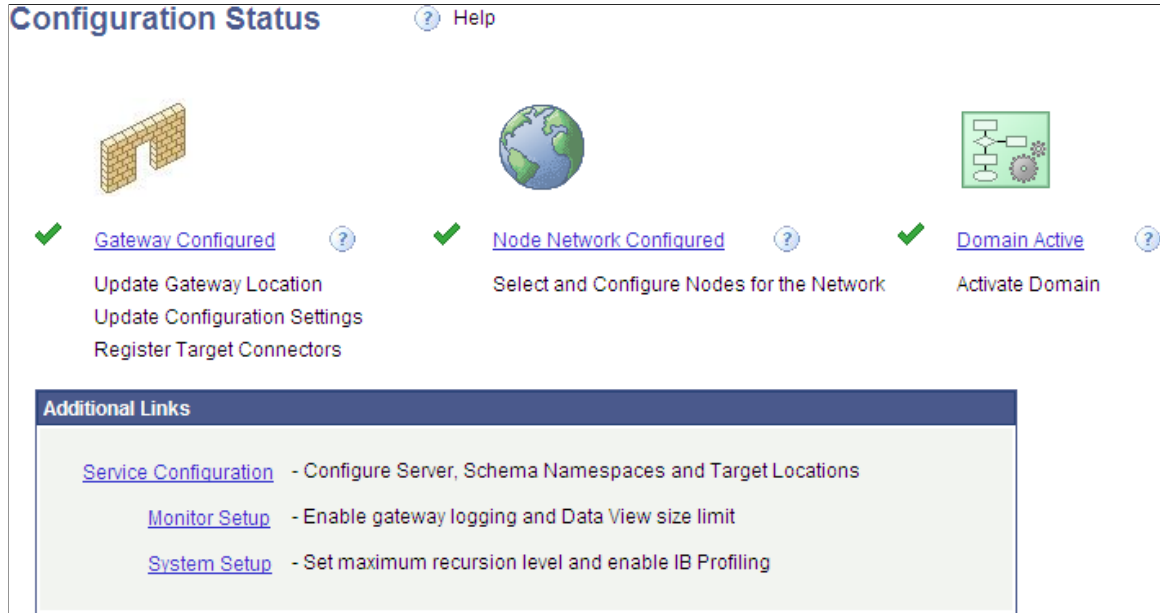 Configuration Status
Help
Gateway Configured
Update Gateway Location
Update Configuration Settings
Register Target Connectors
Node Network Configured
Select and Configure Nodes for the Network
Domain Active
Activate Domain
Additional Links
Service Configuration - Configure Server, Schema Namespaces and Target Locations
Monitor Setup - Enable gateway logging and Data View size limit
System Setup - Set maximum recursion level and enable IB Profiling